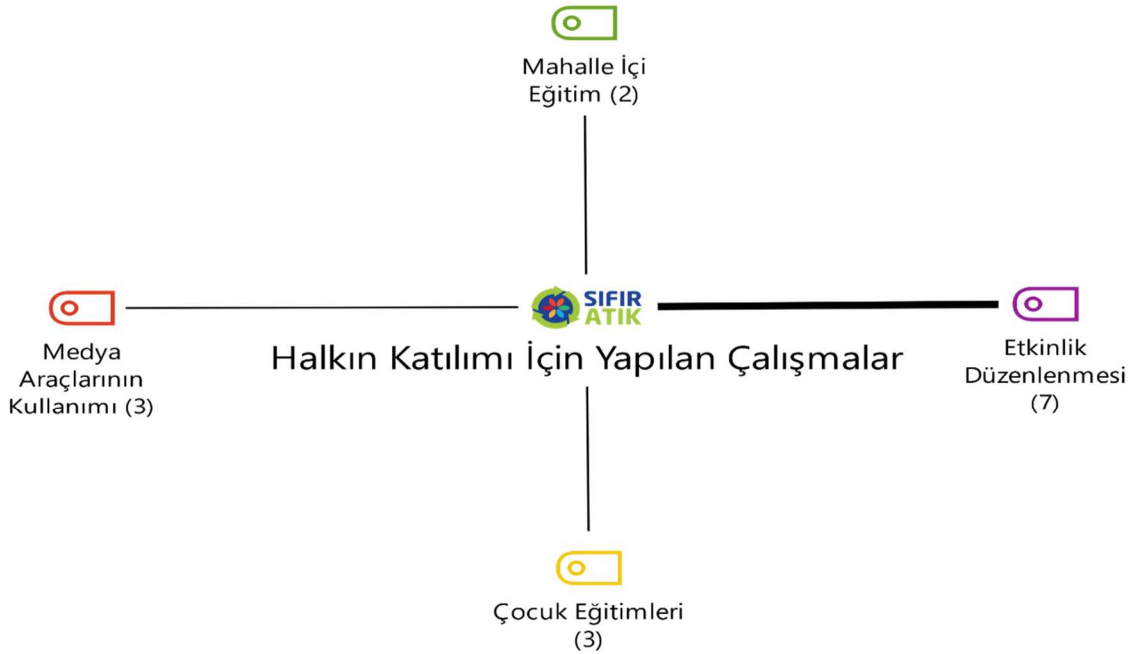 Mahalle İçi
Eğitim (2)
SIFIR
ATIK
Halkın Katılımı İçin Yapılan Çalışmalar
Medya
Araçlarının
Kullanımı (3)
Etkinlik
Düzenlenmesi
(7)
Çocuk Eğitimleri
(3)